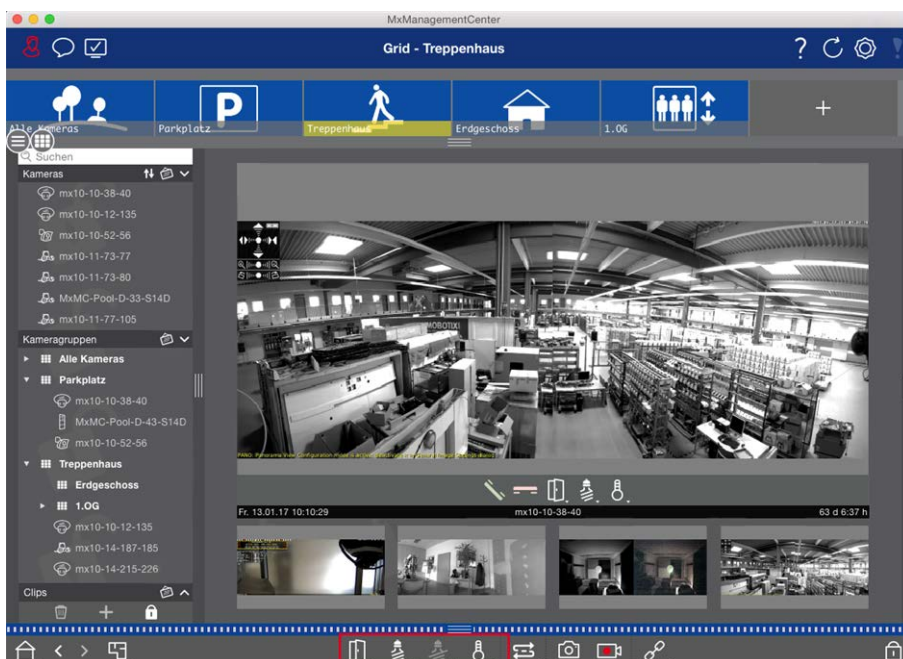 MxManagementCenter
Grid - Treppenhaus
?
P
Alle Kameras
Parkplatz
Treppenhaus
Erdgeschoss
1.OG
+
Suchen
Kameras
mx10-10-38-40
mx10-10-12-135
mx10-10-52-56
mx10-11-73-77
mx10-11-73-80
MxMC-Pool-D-33-S14D
mx10-11-77-105
Kameragruppen
Alle Kameras
Parkplatz
mx10-10-38-40
MxMC-Pool-D-43-S14D
mx10-10-52-56
Treppenhaus
Erdgeschoss
1.OG
mx10-10-12-135
mx10-14-187-185
mx10-14-215-226
Clips
MOBOTIX
Fr. 13.01.17 10:10:29
mx10-10-38-40
63 d 6:37 h